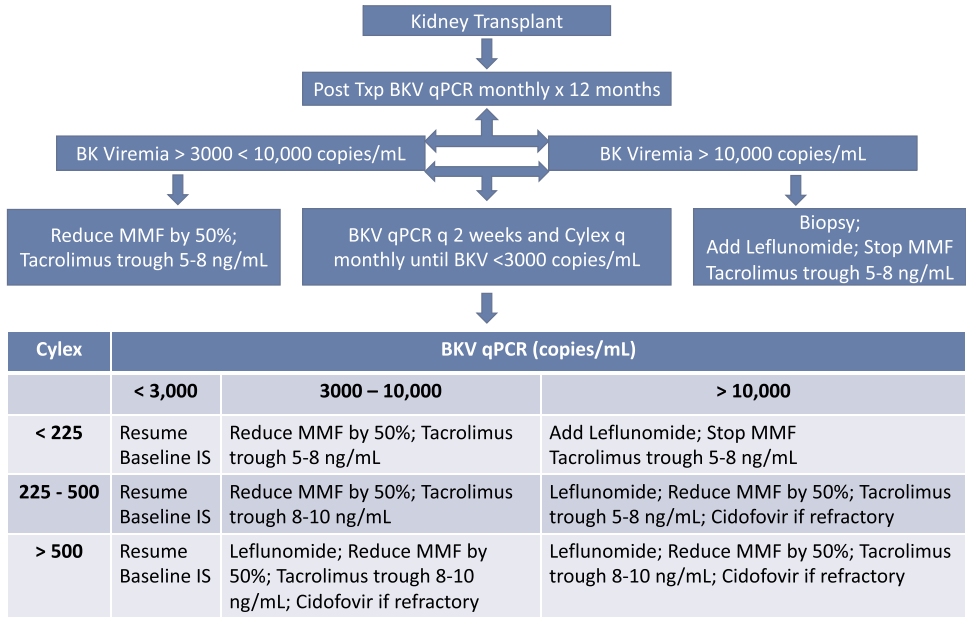 Kidney Transplant
Post Txp BKV qPCR monthly x 12 months
BK Viremia > 3000 < 10,000 copies/mL
BK Viremia > 10,000 copies/mL
Reduce MMF by 50%;
Tacrolimus trough 5-8 ng/mL
BKV qPCR q 2 weeks and Cylex q
monthly until BKV <3000 copies/mL
Biopsy;
Add Leflunomide; Stop MMF
Tacrolimus trough 5-8 ng/mL
Cylex
BKV qPCR (copies/mL)
< 3,000
3000 – 10,000
> 10,000
< 225
Resume
Baseline IS
Reduce MMF by 50%; Tacrolimus
trough 5-8 ng/mL
Add Leflunomide; Stop MMF
Tacrolimus trough 5-8 ng/mL
225 - 500
Resume
Baseline IS
Reduce MMF by 50%; Tacrolimus
trough 8-10 ng/mL
Leflunomide; Reduce MMF by 50%; Tacrolimus
trough 5-8 ng/mL; Cidofovir if refractory
> 500
Resume
Baseline IS
Leflunomide; Reduce MMF by
50%; Tacrolimus trough 8-10
ng/mL; Cidofovir if refractory
Leflunomide; Reduce MMF by 50%; Tacrolimus
trough 8-10 ng/mL; Cidofovir if refractory